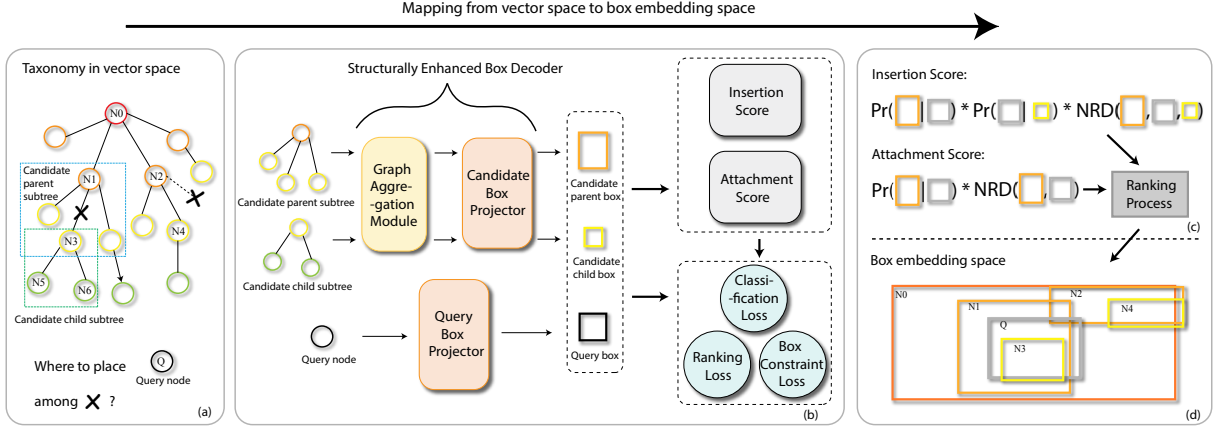 Mapping from vector space to box embedding space
Taxonomy in vector space
N0
Candidate
parent
subtree
N1
N2
N3
N4
N5
N6
Candidate child subtree
Where to place
Q
Query node
among
?
(a)
Structurally Enhanced Box Decoder
Candidate parent subtree
Candidate child subtree
Query node
Graph
Aggre-
gation
Module
Candidate
Box
Projector
Query
Box
Projector
Candidate
parent box
Candidate
child box
Query box
Insertion
Score
Attachment
Score
Classi-
fication
Loss
Ranking
Loss
Box
Constraint
Loss
(b)
Insertion Score:
Pr( | ) * Pr( | ) * NRD( , , )
Attachment Score:
Pr( | ) * NRD( , )
Ranking
Process
(c)
Box embedding space
N0
N1
N2
N4
Q
N3
(d)